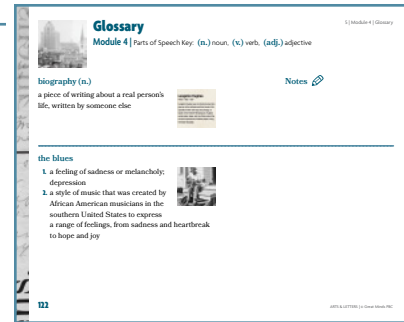 Glossary
5 | Module 4 | Glossary
Module 4 | Parts of Speech Key: (n.) noun, (v.) verb, (adj.) adjective
biography (n.)
Notes
a piece of writing about a real person's
life, written by someone else
Langston Hughes
the blues
1. a feeling of sadness or melancholy;
depression
2. a style of music that was created by
African American musicians in the
southern United States to express
a range of feelings, from sadness and heartbreak
to hope and joy
122
ARTS & LETTERS | © Great Minds PBC